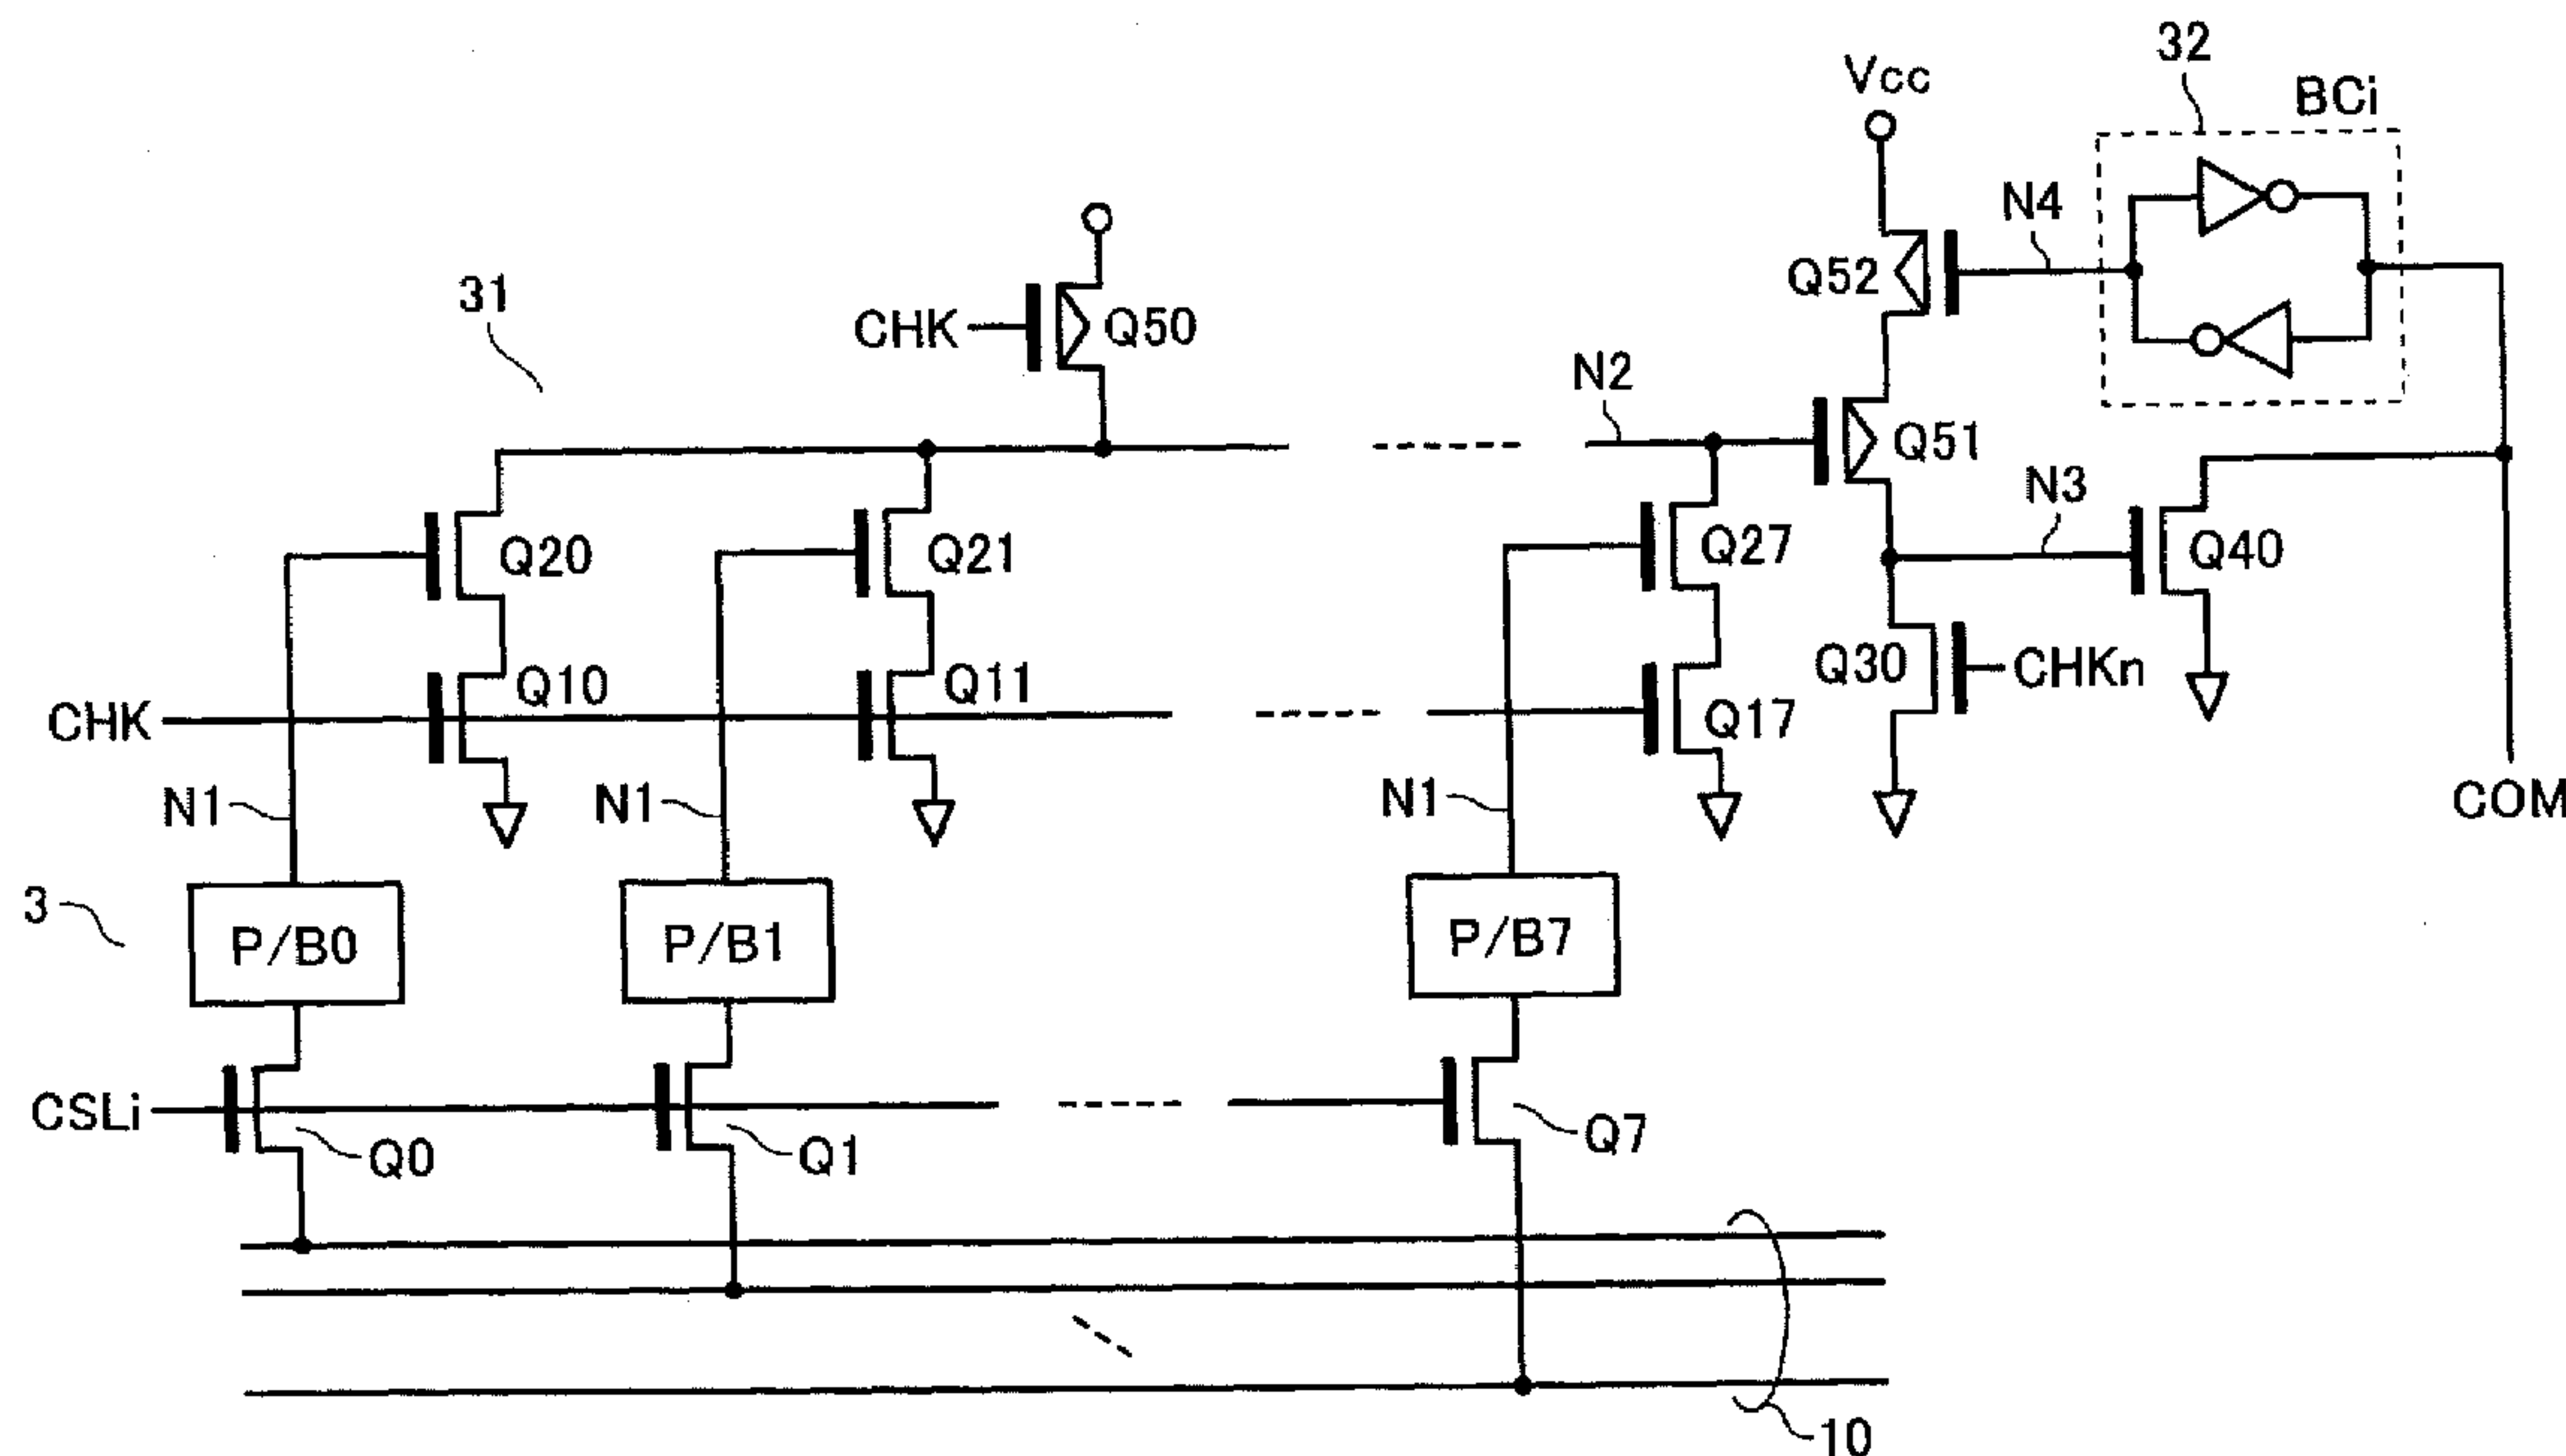 32
Vcc
BCi
N4
Q52
31
CHK
Q50
N2
Q51
N3
Q20
Q21
Q27
Q40
Q10
Q11
Q30
CHKn
CHK
Q17
N1
N1
N1
COM
3
P/B0
P/B1
P/B7
CSLi
Q0
Q1
Q7
10